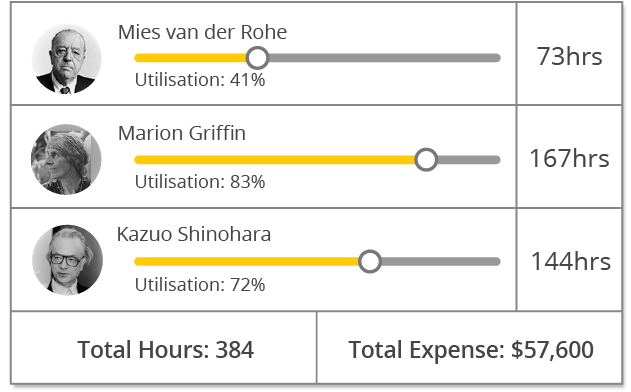 Mies van der Rohe
Utilisation: 41%
73hrs
Marion Griffin
Utilisation: 83%
167hrs
Kazuo Shinohara
Utilisation: 72%
144hrs
Total Hours: 384
Total Expense: $57,600